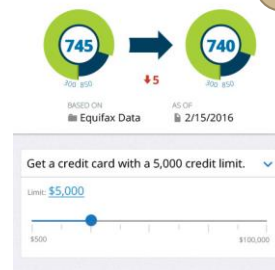 745 740
300 850 300 850
5
BASED ON AS OF
Equifax Data 2/15/2016
Get a credit card with a 5,000 credit limit.
Limit: $5,000
$500 $100,000